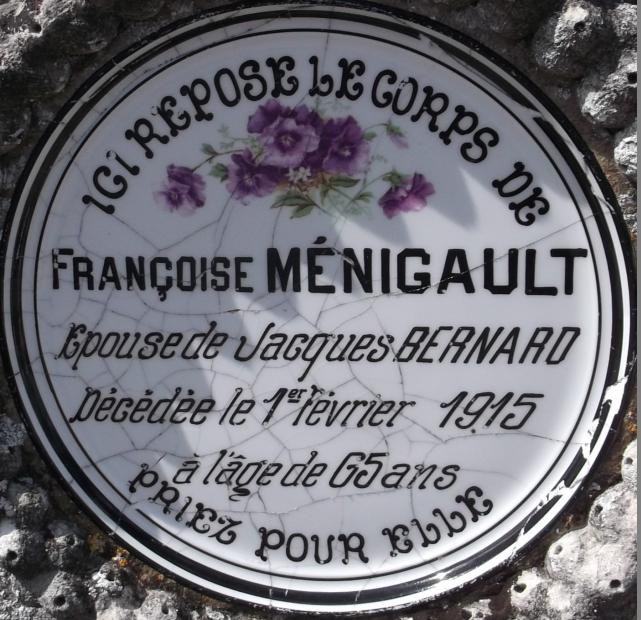 ICI REPOSE LE CORPS DE
FRANÇOISE MÉNIGAULT
Epouse de Jacques BERNARD
Décédée le 1er février 1915
à l'âge de 65 ans
PRIEZ POUR ELLE